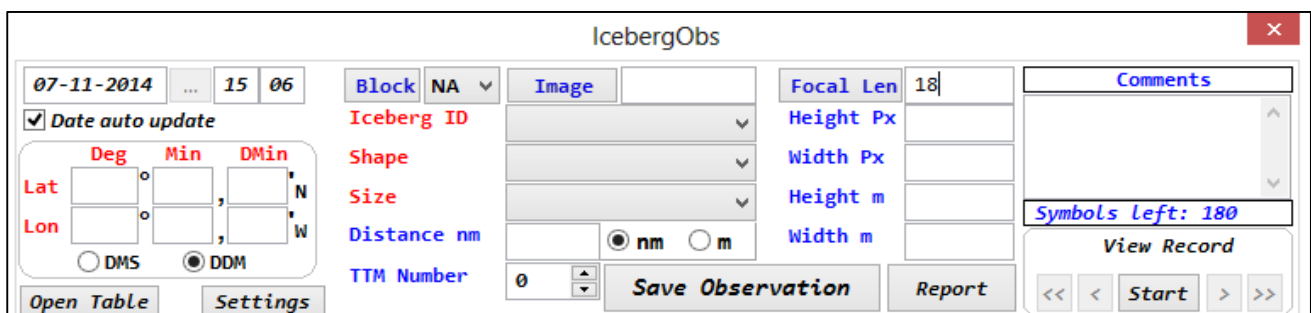 IcebergObs
07-11-2014 ... 15 06 Block NA Image Focal Len 18 Comments
Date auto update Iceberg ID Height Px
Deg Min DMin Shape Width Px
Lat ° , ' N Size Height m
Lon ° , ' W Distance nm nm m Width m Symbols left: 180
DMS DDM TTM Number 0 Save Observation Report View Record
Open Table Settings << < Start > >>